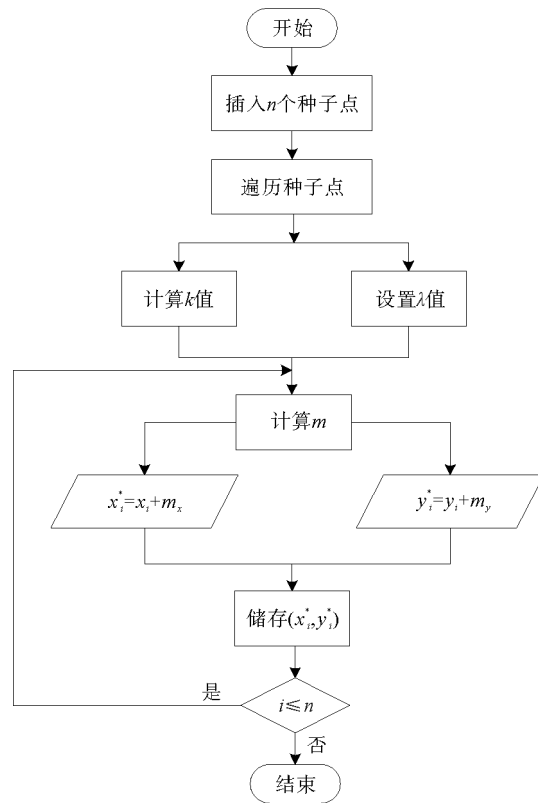 开始
插入n个种子点
遍历种子点
计算k值
设置λ值
计算m
x*i=xi+mx
y*i=yi+my
储存(x*i,y*i)
是
i≤n
否
结束